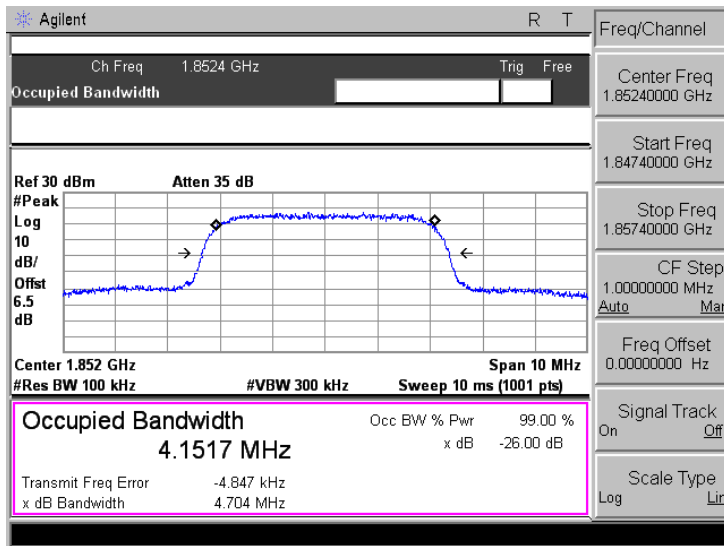 Agilent R T
Ch Freq 1.8524 GHz Trig Free
Occupied Bandwidth
Ref 30 dBm Atten 35 dB
#Peak
Log
10
dB/
Offst
6.5
dB
Center 1.852 GHz Span 10 MHz
#Res BW 100 kHz #VBW 300 kHz Sweep 10 ms (1001 pts)
Occupied Bandwidth
4.1517 MHz
Occ BW % Pwr 99.00 %
x dB -26.00 dB
Transmit Freq Error -4.847 kHz
x dB Bandwidth 4.704 MHz
Freq/Channel
Center Freq
1.85240000 GHz
Start Freq
1.84740000 GHz
Stop Freq
1.85740000 GHz
CF Step
1.00000000 MHz
Auto Mar
Freq Offset
0.00000000 Hz
Signal Track
On Off
Scale Type
Log Lin